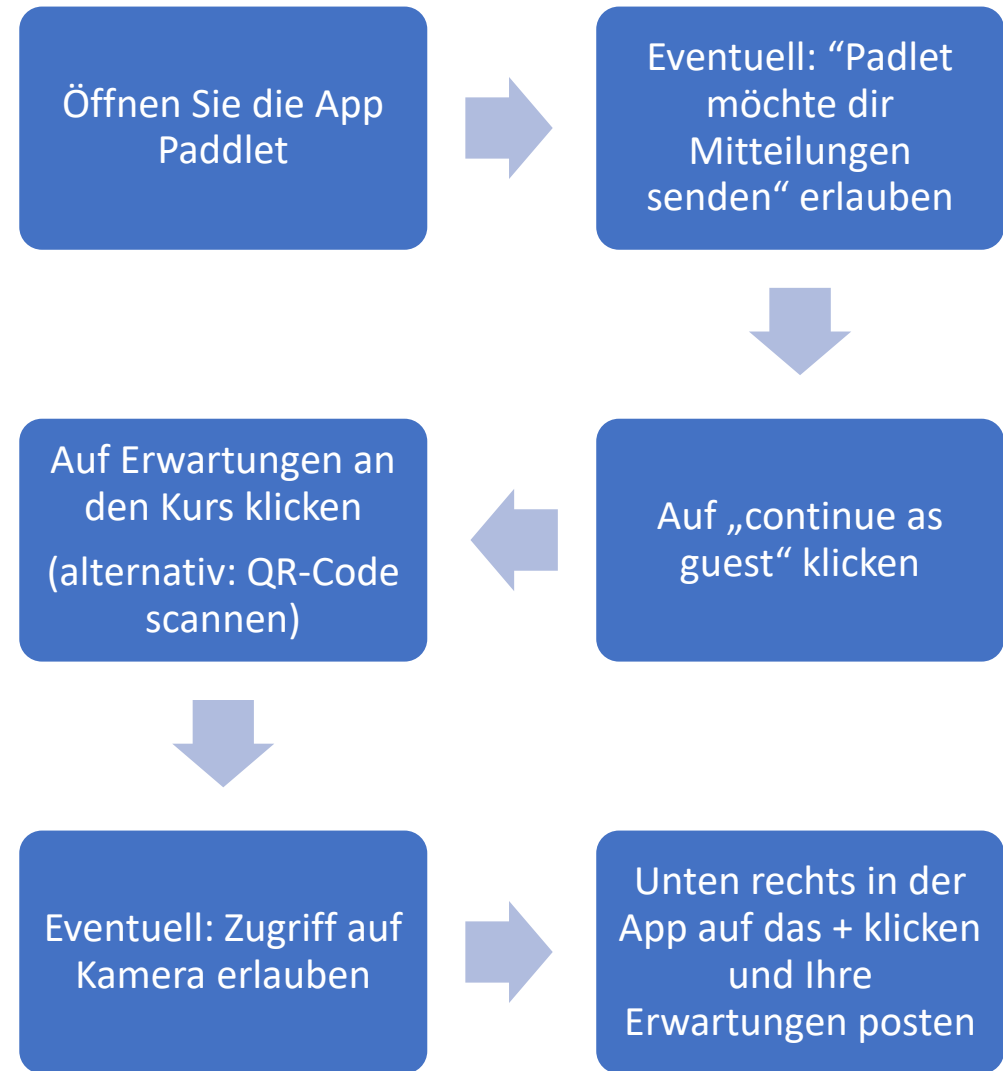 Öffnen Sie die App
Paddlet
Eventuell: “Padlet
möchte dir
Mitteilungen
senden“ erlauben
Auf „continue as
guest“ klicken
Auf Erwartungen an
den Kurs klicken
(alternativ: QR-Code
scannen)
Eventuell: Zugriff auf
Kamera erlauben
Unten rechts in der
App auf das + klicken
und Ihre
Erwartungen posten